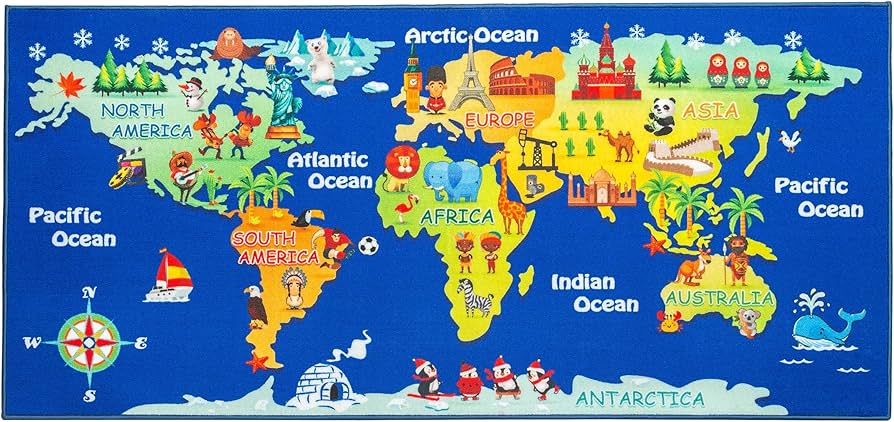 Arctic Ocean
NORTH
AMERICA
EUROPE
ASIA
Atlantic
Ocean
Pacific
Ocean
Pacific
Ocean
AFRICA
SOUTH
AMERICA
Indian
Ocean
AUSTRALIA
N
W
E
S
ANTARCTICA